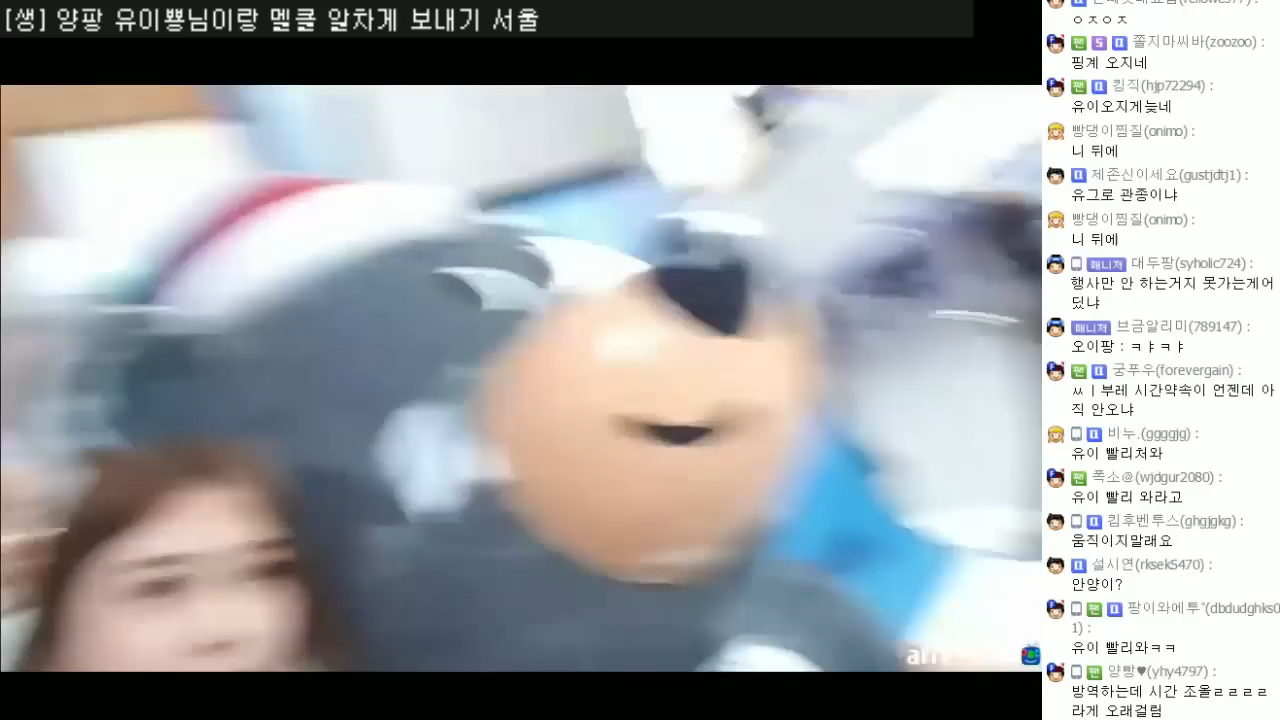 [생] 양팡 유이뿅님이랑 멜클 알차게 보내기 서울
ㅇㅈㅇㅈ
팬 S 쫄지마씨바(zoozoo) :
핑계 오지네
팬 킹직(hjp72294) :
유이오지게늦네
빵댕이찜질(onimo) :
니 뒤에
제존신이세요(gustjdtj1) :
유그로 관종이냐
빵댕이찜질(onimo) :
니 뒤에
매니저 대두팡(syholic724) :
행사만 안 하는거지 못가는게어
딨냐
매니저 브금알리미(789147) :
오이팡 : ㅋㅑㅋㅑ
팬 궁푸우(forevergain) :
ㅆㅣ부레 시간약속이 언젠데 아
직 안오냐
비누.(ggggjg) :
유이 빨리처와
팬 폭소@(wjdgur2080) :
유이 빨리 와라고
킴후벤투스(ghgjgkg) :
움직이지말래요
설시연(rksek5470) :
안양이?
팬 팡이와에투˚(dbdudghks0
1) :
유이 빨리와ㅋㅋ
팬 양빵♥(yhy4797) :
방역하는데 시간 조올ㄹㄹㄹㄹ
라게 오래걸림